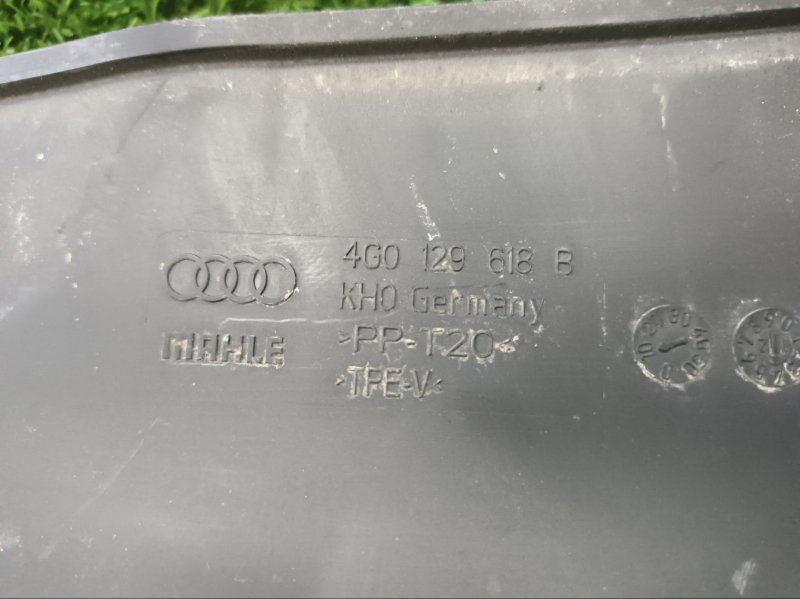 4G0 129 618 B
KHO Germany
MAHLE >PP-T20<
>TPE-V<